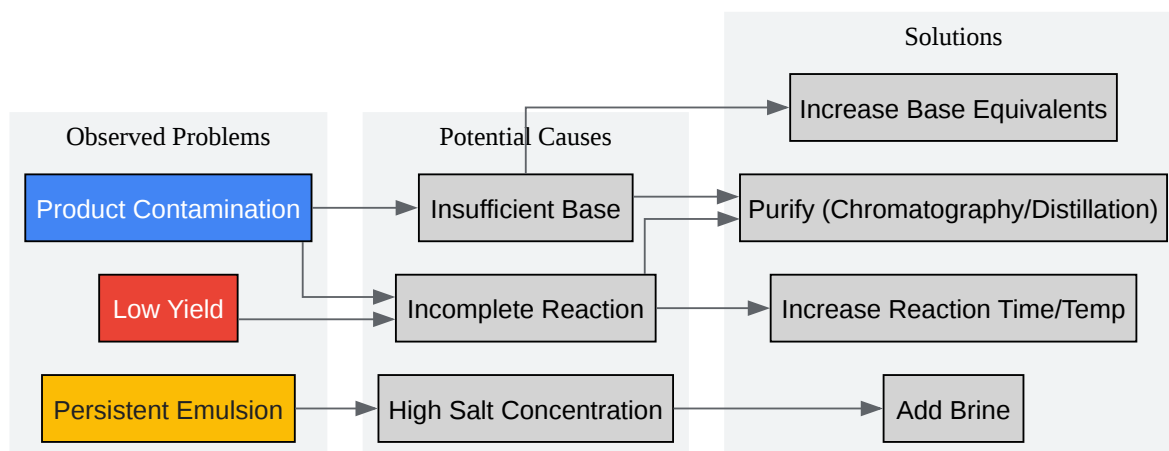 Solutions
Increase Base Equivalents
Observed Problems
Potential Causes
Product Contamination
Insufficient Base
Purify (Chromatography/Distillation)
Low Yield
Incomplete Reaction
Increase Reaction Time/Temp
Persistent Emulsion
High Salt Concentration
Add Brine